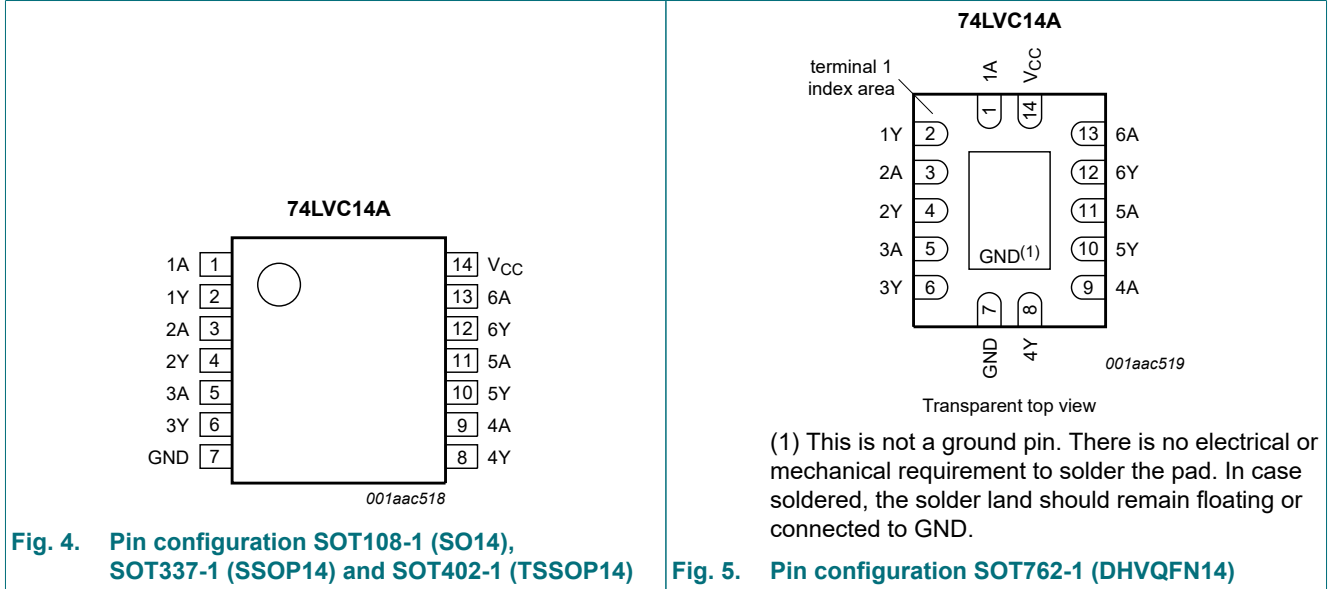 74LVC14A
1A 1
1Y 2
2A 3
2Y 4
3A 5
3Y 6
GND 7
14 VCC
13 6A
12 6Y
11 5A
10 5Y
9 4A
8 4Y
001aac518
Fig. 4. Pin configuration SOT108-1 (SO14),
SOT337-1 (SSOP14) and SOT402-1 (TSSOP14)
74LVC14A
terminal 1
index area
1A
VCC
1
14
1Y 2
2A 3
2Y 4
3A 5
3Y 6
13 6A
12 6Y
11 5A
10 5Y
9 4A
GND(1)
7
8
GND
4Y
001aac519
Transparent top view
(1) This is not a ground pin. There is no electrical or
mechanical requirement to solder the pad. In case
soldered, the solder land should remain floating or
connected to GND.
Fig. 5. Pin configuration SOT762-1 (DHVQFN14)